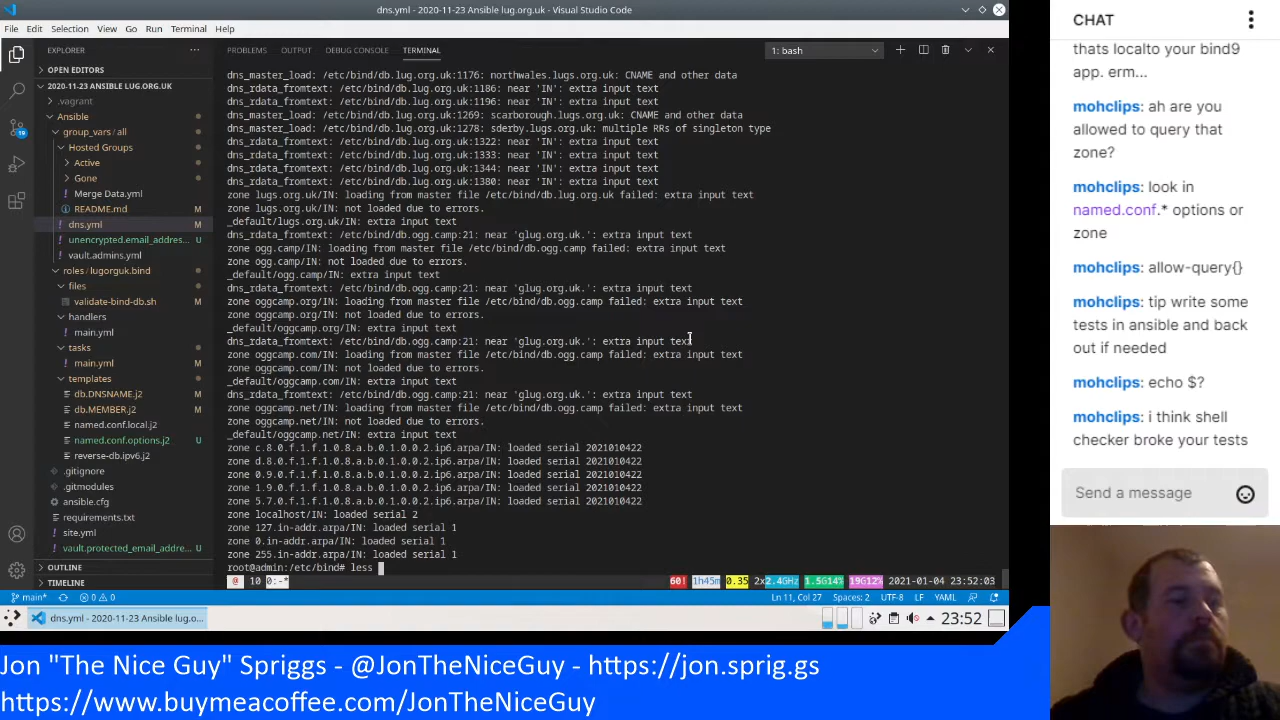 dns.yml - 2020-11-23 Ansible lug.org.uk - Visual Studio Code
File Edit Selection View Go Run Terminal Help
EXPLORER
OPEN EDITORS
2020-11-23 ANSIBLE LUG.ORG.UK
.vagrant
Ansible
group_vars / all
Hosted Groups
Active
Gone
Merge Data.yml M
README.md M
dns.yml M
unencrypted.email_addres... U
vault.admins.yml
roles / lugorguk.bind
files
validate-bind-db.sh M
handlers
main.yml
tasks
main.yml M
templates
db.DNSNAME.j2 M
db.MEMBER.j2 M
named.conf.local.j2
named.conf.options.j2 U
reverse-db.ipv6.j2
.gitignore
.gitmodules
ansible.cfg
requirements.txt
site.yml
vault.protected_email_addre... U
OUTLINE
TIMELINE
19
PROBLEMS OUTPUT DEBUG CONSOLE TERMINAL
1: bash
dns_master_load: /etc/bind/db.lug.org.uk:1176: northwales.lugs.org.uk: CNAME and other data
dns_rdata_fromtext: /etc/bind/db.lug.org.uk:1186: near 'IN': extra input text
dns_rdata_fromtext: /etc/bind/db.lug.org.uk:1196: near 'IN': extra input text
dns_master_load: /etc/bind/db.lug.org.uk:1269: scarborough.lugs.org.uk: CNAME and other data
dns_master_load: /etc/bind/db.lug.org.uk:1278: sderby.lugs.org.uk: multiple RRs of singleton type
dns_rdata_fromtext: /etc/bind/db.lug.org.uk:1322: near 'IN': extra input text
dns_rdata_fromtext: /etc/bind/db.lug.org.uk:1333: near 'IN': extra input text
dns_rdata_fromtext: /etc/bind/db.lug.org.uk:1344: near 'IN': extra input text
dns_rdata_fromtext: /etc/bind/db.lug.org.uk:1380: near 'IN': extra input text
zone lugs.org.uk/IN: loading from master file /etc/bind/db.lug.org.uk failed: extra input text
zone lugs.org.uk/IN: not loaded due to errors.
_default/lugs.org.uk/IN: extra input text
dns_rdata_fromtext: /etc/bind/db.ogg.camp:21: near 'glug.org.uk.': extra input text
zone ogg.camp/IN: loading from master file /etc/bind/db.ogg.camp failed: extra input text
zone ogg.camp/IN: not loaded due to errors.
_default/ogg.camp/IN: extra input text
dns_rdata_fromtext: /etc/bind/db.ogg.camp:21: near 'glug.org.uk.': extra input text
zone oggcamp.org/IN: loading from master file /etc/bind/db.ogg.camp failed: extra input text
zone oggcamp.org/IN: not loaded due to errors.
_default/oggcamp.org/IN: extra input text
dns_rdata_fromtext: /etc/bind/db.ogg.camp:21: near 'glug.org.uk.': extra input text
zone oggcamp.com/IN: loading from master file /etc/bind/db.ogg.camp failed: extra input text
zone oggcamp.com/IN: not loaded due to errors.
_default/oggcamp.com/IN: extra input text
dns_rdata_fromtext: /etc/bind/db.ogg.camp:21: near 'glug.org.uk.': extra input text
zone oggcamp.net/IN: loading from master file /etc/bind/db.ogg.camp failed: extra input text
zone oggcamp.net/IN: not loaded due to errors.
_default/oggcamp.net/IN: extra input text
zone c.8.0.f.1.f.1.0.8.a.b.0.1.0.0.2.ip6.arpa/IN: loaded serial 2021010422
zone d.8.0.f.1.f.1.0.8.a.b.0.1.0.0.2.ip6.arpa/IN: loaded serial 2021010422
zone 0.9.0.f.1.f.1.0.8.a.b.0.1.0.0.2.ip6.arpa/IN: loaded serial 2021010422
zone 1.9.0.f.1.f.1.0.8.a.b.0.1.0.0.2.ip6.arpa/IN: loaded serial 2021010422
zone 5.7.0.f.1.f.1.0.8.a.b.0.1.0.0.2.ip6.arpa/IN: loaded serial 2021010422
zone localhost/IN: loaded serial 2
zone 127.in-addr.arpa/IN: loaded serial 1
zone 0.in-addr.arpa/IN: loaded serial 1
zone 255.in-addr.arpa/IN: loaded serial 1
root@admin:/etc/bind# less
@ 10 0:-* 60! 1h45m 0.35 2x2.4GHz 1.5G14% 19G12% 2021-01-04 23:52:03
main* 0 0 Ln 11, Col 27 Spaces: 2 UTF-8 LF YAML
dns.yml - 2020-11-23 Ansible lug.o... 23:52
CHAT
thats localto your bind9
app. erm...
mohclips: ah are you
allowed to query that
zone?
mohclips: look in
named.conf.* options or
zone
mohclips: allow-query{}
mohclips: tip write some
tests in ansible and back
out if needed
mohclips: echo $?
mohclips: i think shell
checker broke your tests
Send a message
Jon "The Nice Guy" Spriggs - @JonTheNiceGuy - https://jon.sprig.gs
https://www.buymeacoffee.com/JonTheNiceGuy